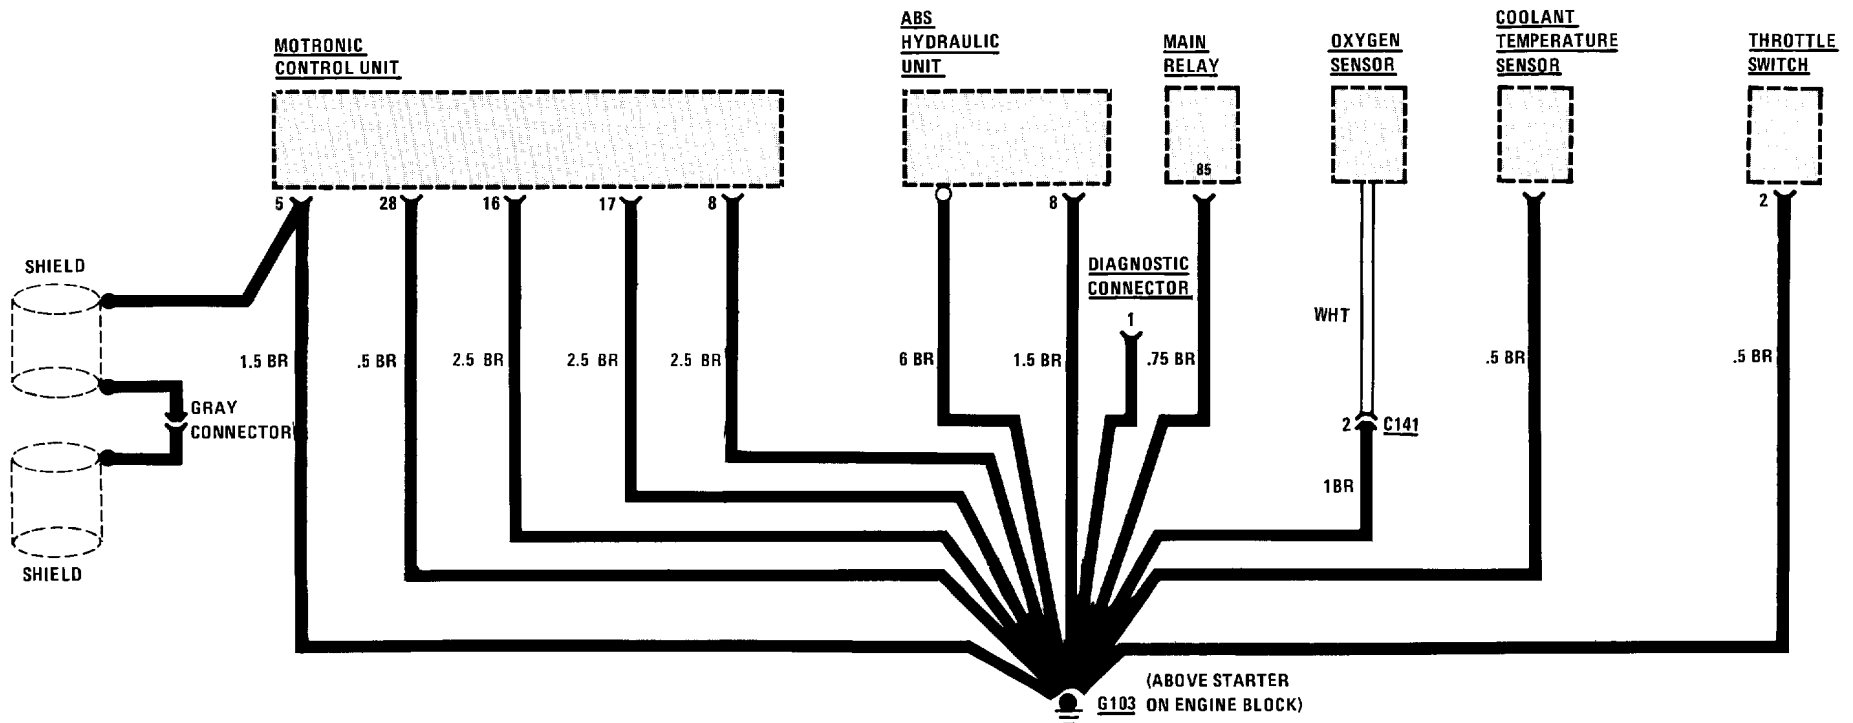 MOTRONIC
CONTROL UNIT
ABS
HYDRAULIC
UNIT
MAIN
RELAY
OXYGEN
SENSOR
COOLANT
TEMPERATURE
SENSOR
THROTTLE
SWITCH
85
5
28
16
17
8
8
2
SHIELD
DIAGNOSTIC
CONNECTOR
1
WHT
1.5 BR
.5 BR
2.5 BR
2.5 BR
2.5 BR
6 BR
1.5 BR
.75 BR
.5 BR
.5 BR
GRAY
CONNECTOR
2 C141
1BR
SHIELD
G103
(ABOVE STARTER
ON ENGINE BLOCK)